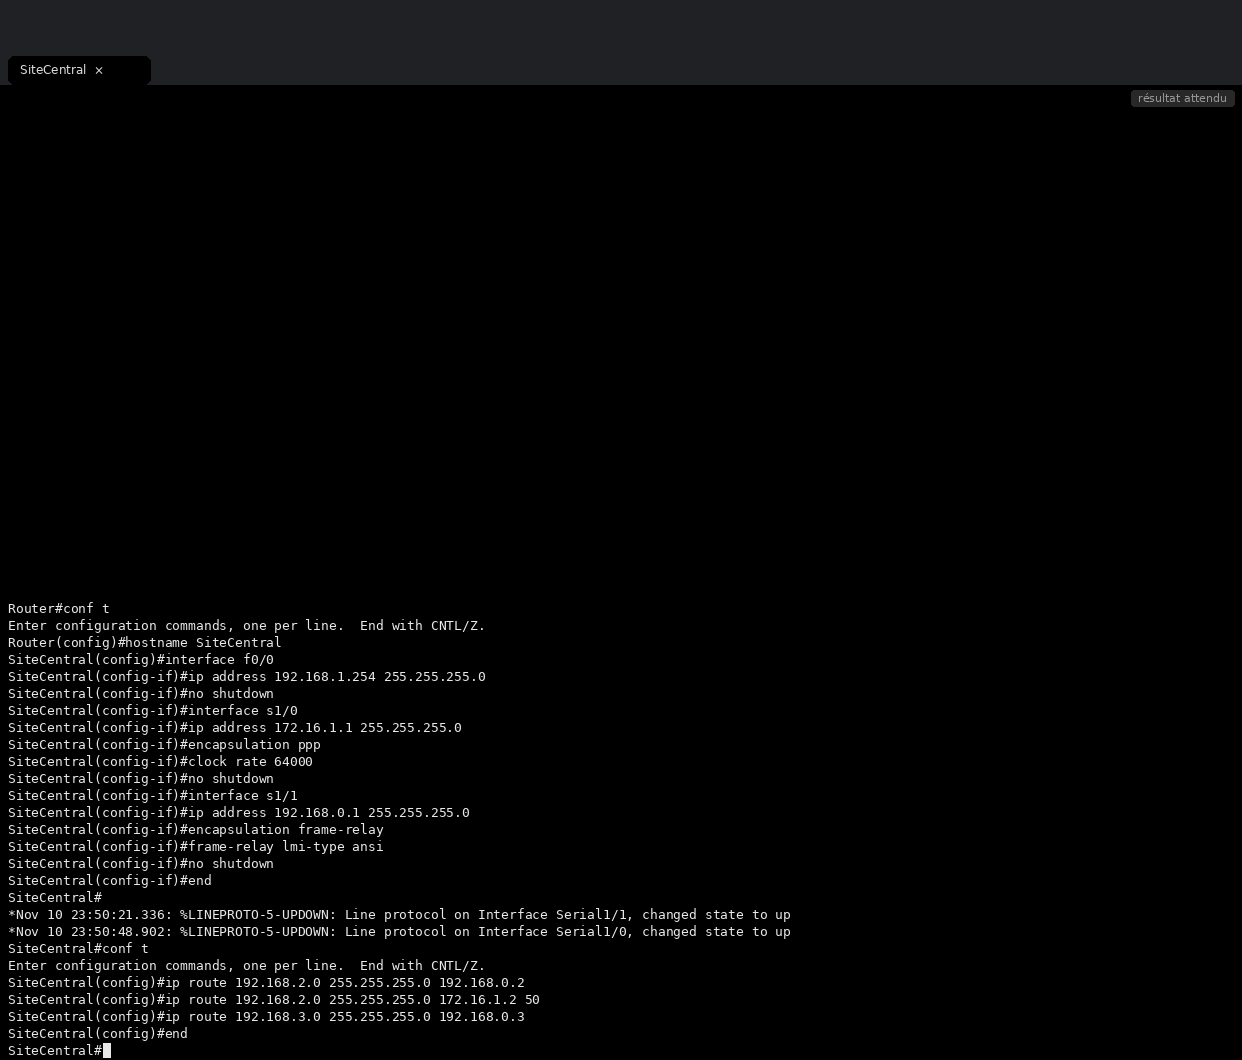 SiteCentral ×
résultat attendu
Router#conf t
Enter configuration commands, one per line.  End with CNTL/Z.
Router(config)#hostname SiteCentral
SiteCentral(config)#interface f0/0
SiteCentral(config-if)#ip address 192.168.1.254 255.255.255.0
SiteCentral(config-if)#no shutdown
SiteCentral(config-if)#interface s1/0
SiteCentral(config-if)#ip address 172.16.1.1 255.255.255.0
SiteCentral(config-if)#encapsulation ppp
SiteCentral(config-if)#clock rate 64000
SiteCentral(config-if)#no shutdown
SiteCentral(config-if)#interface s1/1
SiteCentral(config-if)#ip address 192.168.0.1 255.255.255.0
SiteCentral(config-if)#encapsulation frame-relay
SiteCentral(config-if)#frame-relay lmi-type ansi
SiteCentral(config-if)#no shutdown
SiteCentral(config-if)#end
SiteCentral#
*Nov 10 23:50:21.336: %LINEPROTO-5-UPDOWN: Line protocol on Interface Serial1/1, changed state to up
*Nov 10 23:50:48.902: %LINEPROTO-5-UPDOWN: Line protocol on Interface Serial1/0, changed state to up
SiteCentral#conf t
Enter configuration commands, one per line.  End with CNTL/Z.
SiteCentral(config)#ip route 192.168.2.0 255.255.255.0 192.168.0.2
SiteCentral(config)#ip route 192.168.2.0 255.255.255.0 172.16.1.2 50
SiteCentral(config)#ip route 192.168.3.0 255.255.255.0 192.168.0.3
SiteCentral(config)#end
SiteCentral#